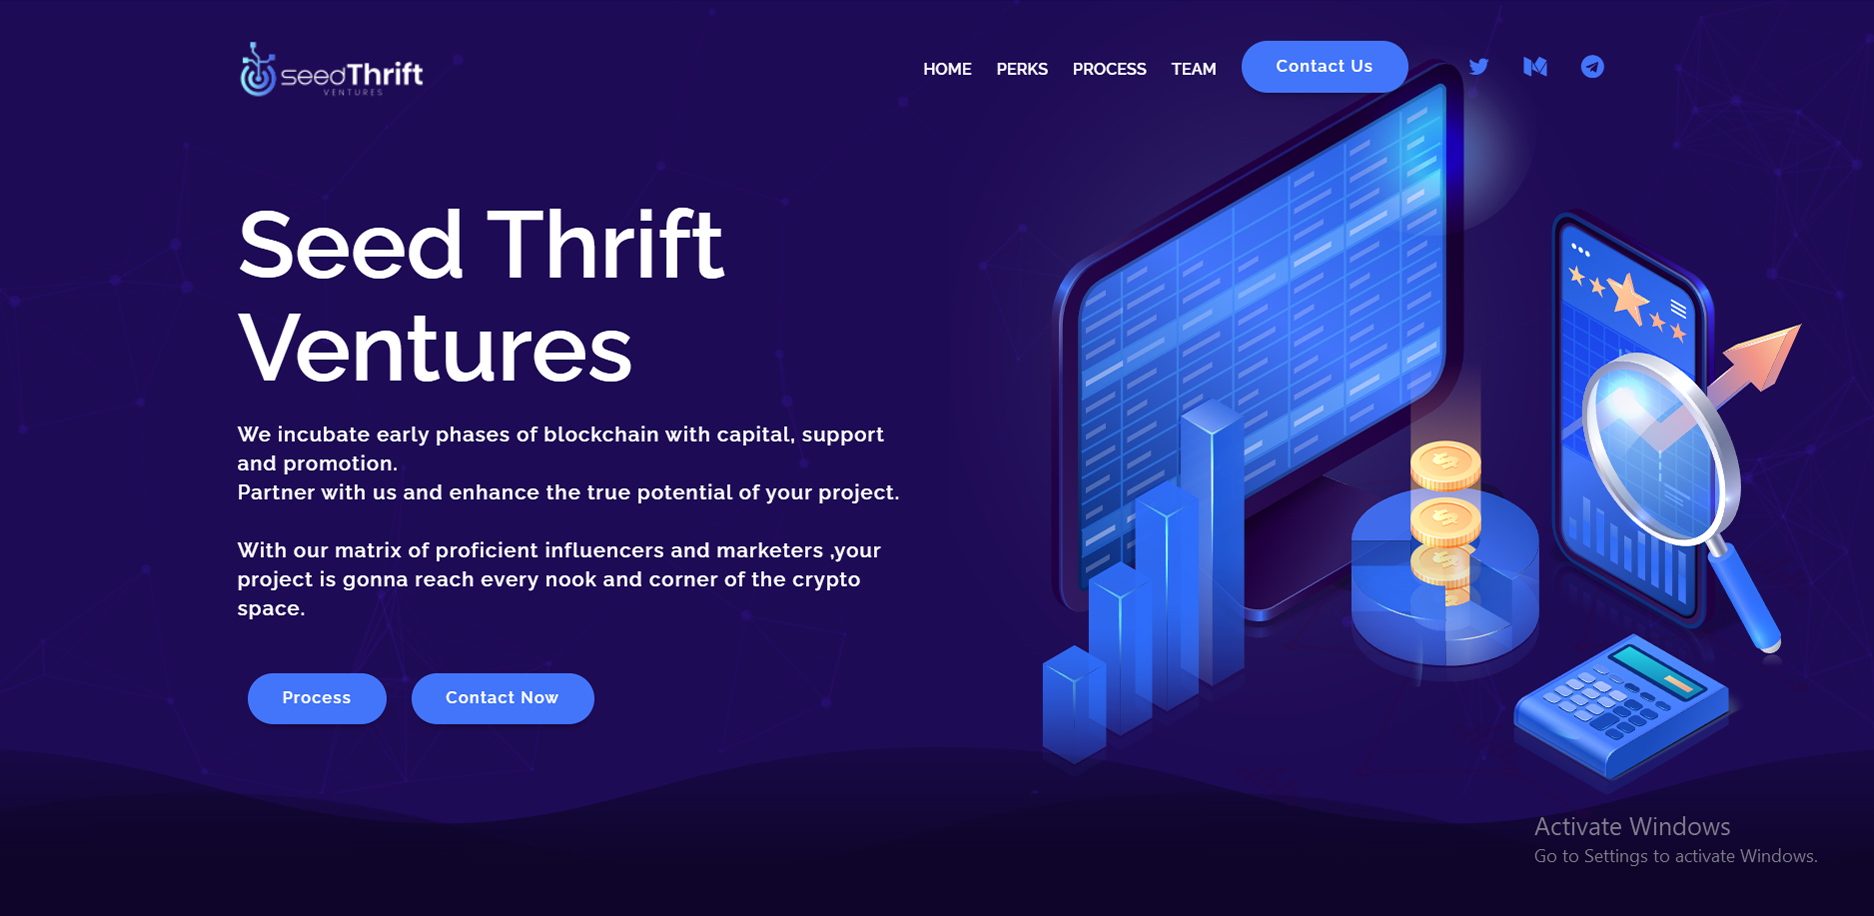 seedThrift
VENTURES
HOME PERKS PROCESS TEAM Contact Us
Seed Thrift
Ventures
We incubate early phases of blockchain with capital, support
and promotion.
Partner with us and enhance the true potential of your project.
With our matrix of proficient influencers and marketers ,your
project is gonna reach every nook and corner of the crypto
space.
Process Contact Now
Activate Windows
Go to Settings to activate Windows.